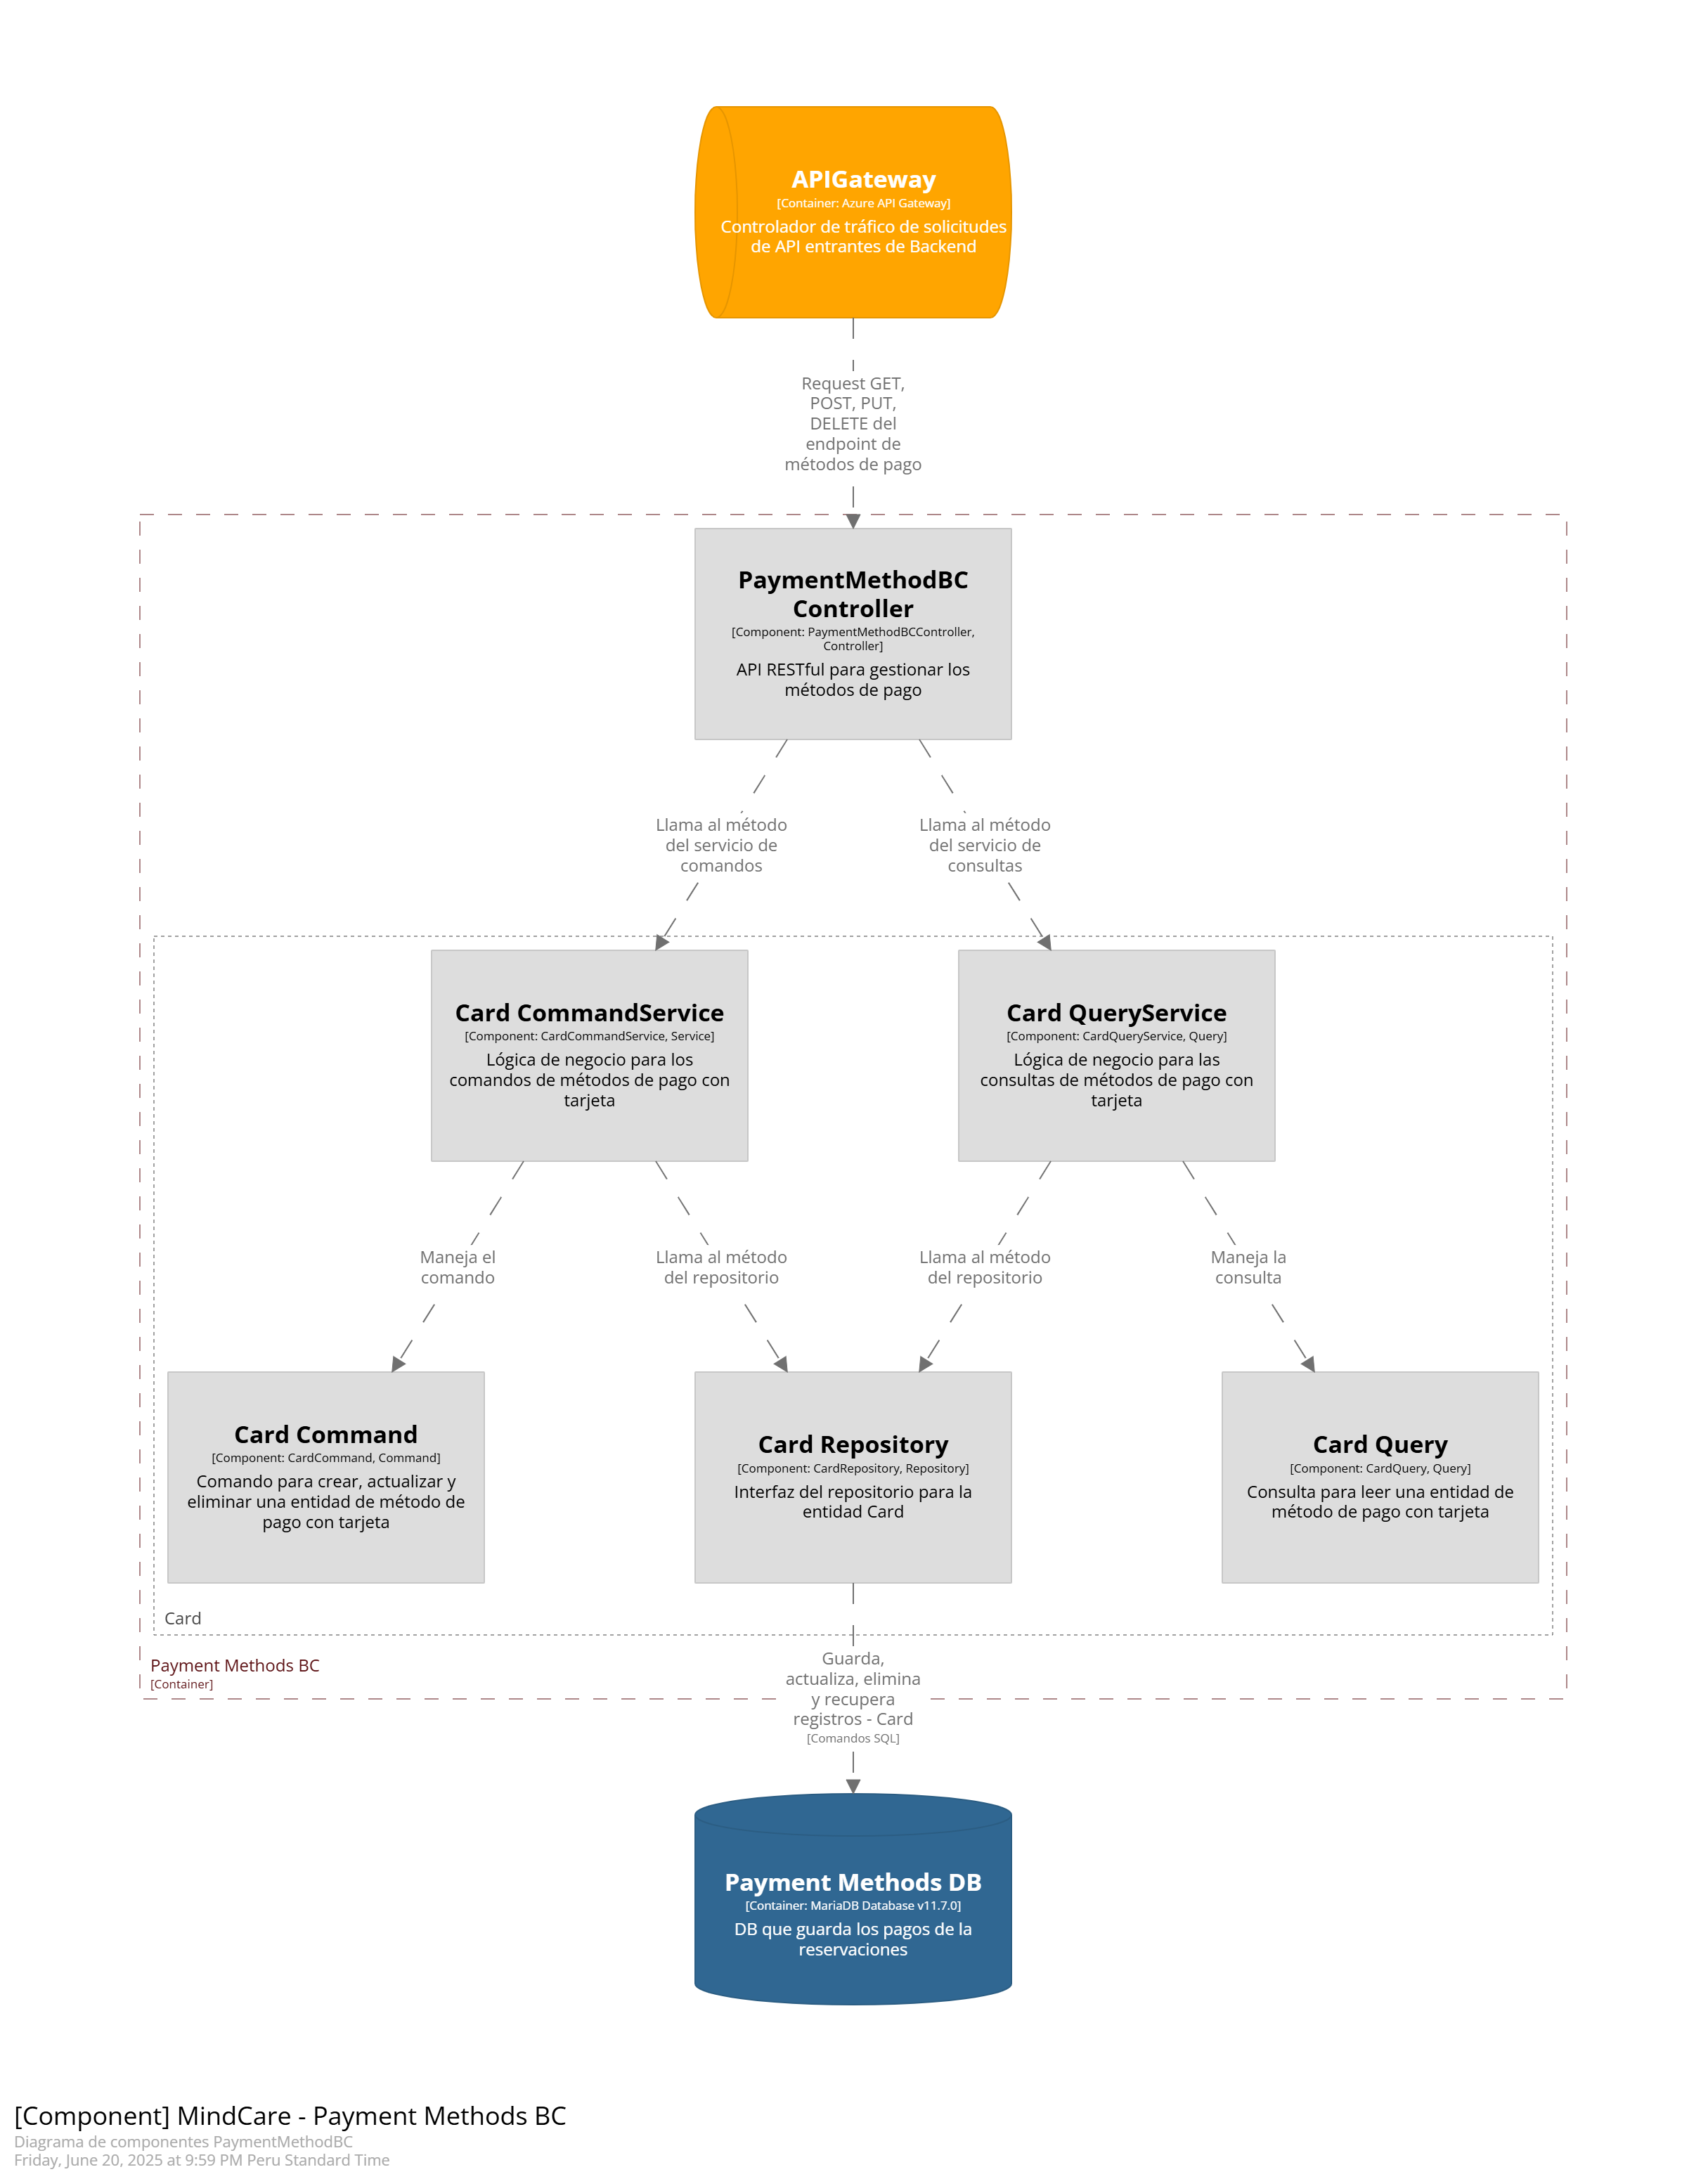 APIGateway
[Container: Azure API Gateway]
Controlador de tráfico de solicitudes
de API entrantes de Backend
Request GET,
POST, PUT,
DELETE del
endpoint de
métodos de pago
PaymentMethodBC
Controller
[Component: PaymentMethodBCController,
Controller]
API RESTful para gestionar los
métodos de pago
Llama al método
del servicio de
comandos
Llama al método
del servicio de
consultas
Card CommandService
[Component: CardCommandService, Service]
Lógica de negocio para los
comandos de métodos de pago con
tarjeta
Card QueryService
[Component: CardQueryService, Query]
Lógica de negocio para las
consultas de métodos de pago con
tarjeta
Maneja el
comando
Llama al método
del repositorio
Llama al método
del repositorio
Maneja la
consulta
Card Command
[Component: CardCommand, Command]
Comando para crear, actualizar y
eliminar una entidad de método de
pago con tarjeta
Card Repository
[Component: CardRepository, Repository]
Interfaz del repositorio para la
entidad Card
Card Query
[Component: CardQuery, Query]
Consulta para leer una entidad de
método de pago con tarjeta
Card
Payment Methods BC
[Container]
Guarda,
actualiza, elimina
y recupera
registros - Card
[Comandos SQL]
Payment Methods DB
[Container: MariaDB Database v11.7.0]
DB que guarda los pagos de la
reservaciones
[Component] MindCare - Payment Methods BC
Diagrama de componentes PaymentMethodBC
Friday, June 20, 2025 at 9:59 PM Peru Standard Time